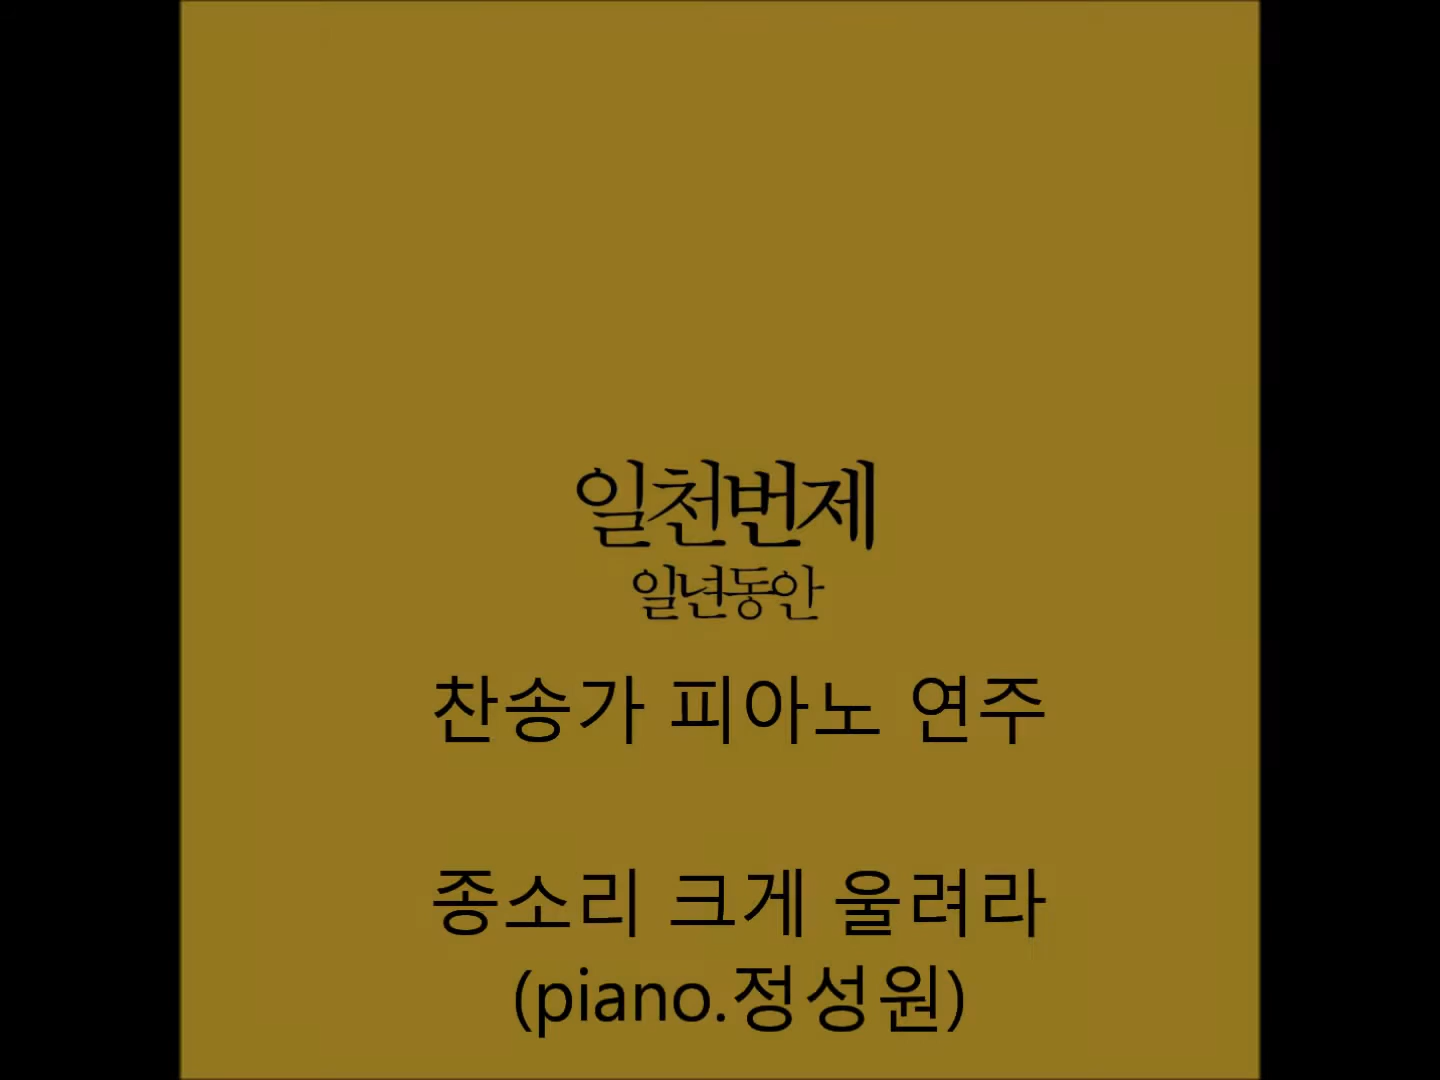 일천번제
일년동안
찬송가 피아노 연주
종소리 크게 울려라
(piano.정성원)